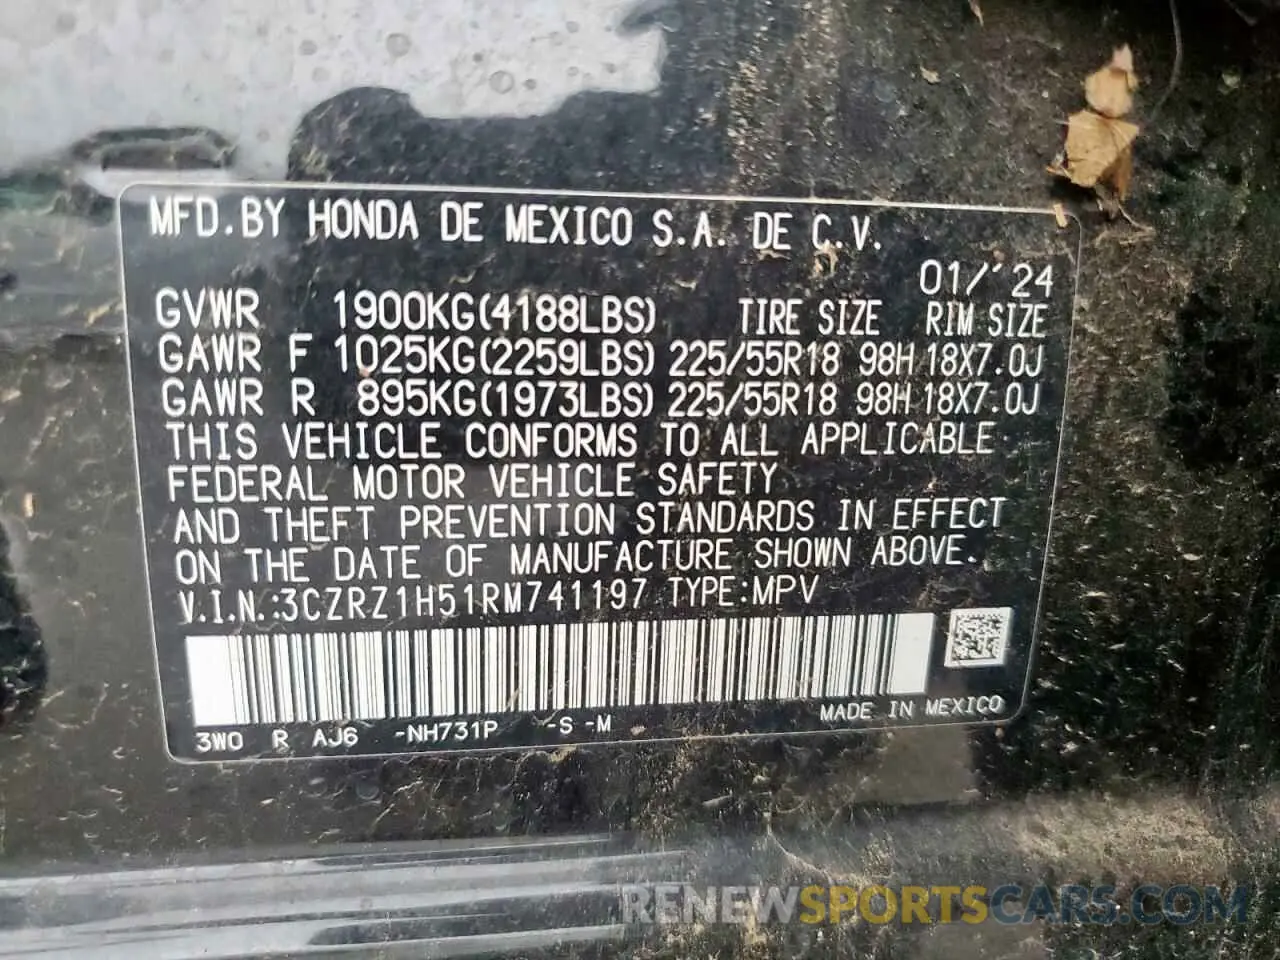 MFD.BY HONDA DE MEXICO S.A. DE C.V.
01/'24
GVWR 1900KG(4188LBS) TIRE SIZE RIM SIZE
GAWR F 1025KG(2259LBS) 225/55R18 98H 18X7.0J
GAWR R 895KG(1973LBS) 225/55R18 98H 18X7.0J
THIS VEHICLE CONFORMS TO ALL APPLICABLE
FEDERAL MOTOR VEHICLE SAFETY
AND THEFT PREVENTION STANDARDS IN EFFECT
ON THE DATE OF MANUFACTURE SHOWN ABOVE.
V.I.N.:3CZRZ1H51RM741197 TYPE:MPV
3W0 R AJ6 -NH731P -S -M MADE IN MEXICO
RENEWSPORTSCARS.COM